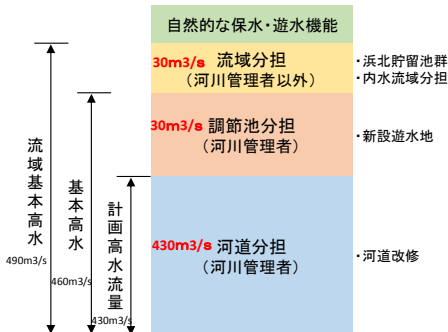 自然的な保水・遊水機能
30m3/s 流域分担
（河川管理者以外）
・浜北貯留池群
・内水流域分担
30m3/s 調節池分担
（河川管理者）
・新設遊水地
430m3/s 河道分担
（河川管理者）
・河道改修
流域基本高水
490m3/s
基本高水
460m3/s
計画高水流量
430m3/s